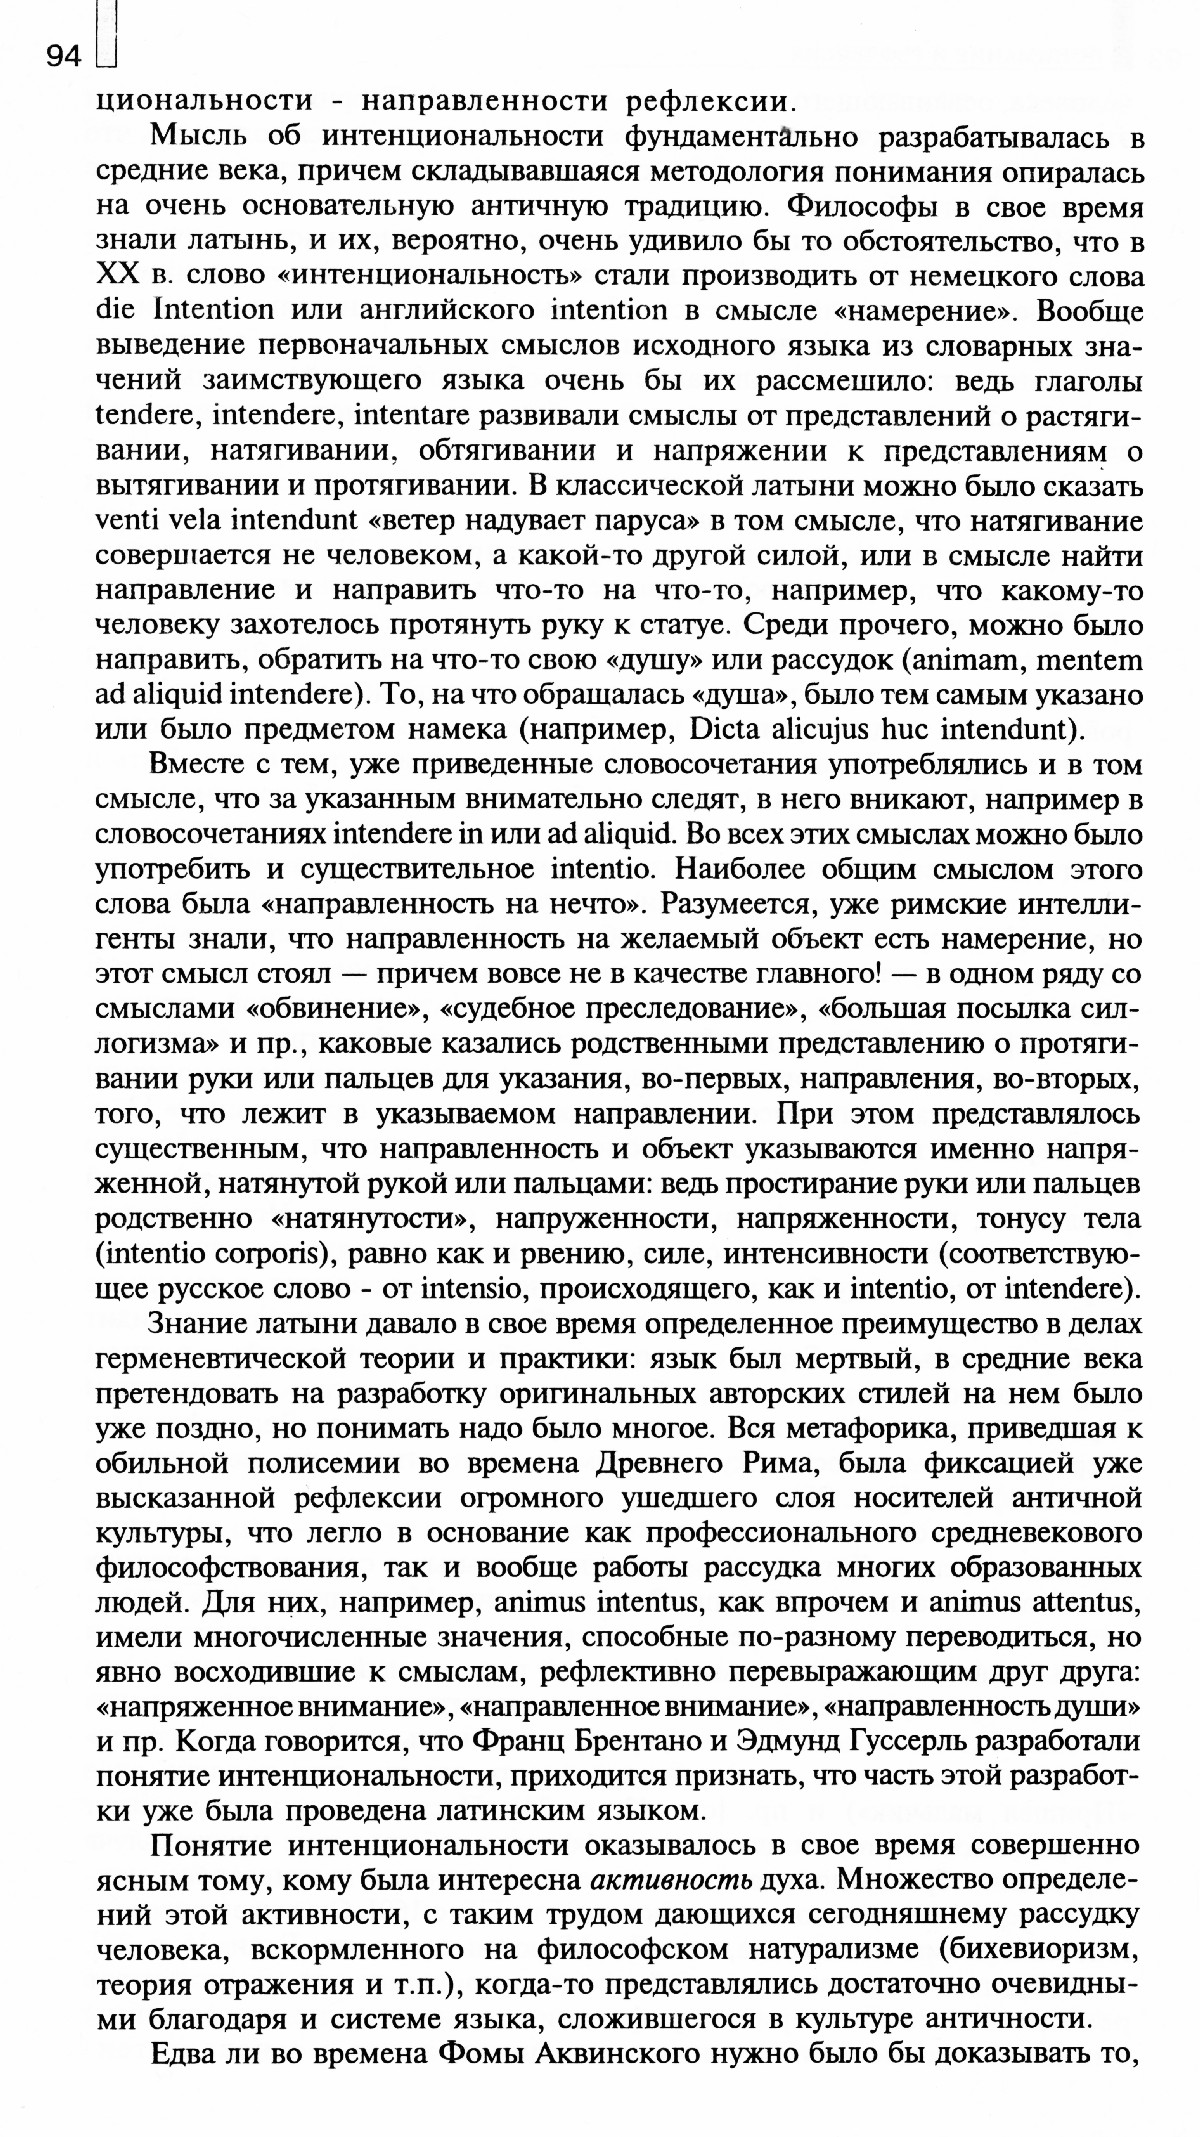 94
циональности - направленности рефлексии.
Мысль об интенциональности фундаментально разрабатывалась в
средние века, причем складывавшаяся методология понимания опиралась
на очень основательную античную традицию. Философы в свое время
знали латынь, и их, вероятно, очень удивило бы то обстоятельство, что в
XX в. слово «интенциональность» стали производить от немецкого слова
die Intention или английского intention в смысле «намерение». Вообще
выведение первоначальных смыслов исходного языка из словарных зна-
чений заимствующего языка очень бы их рассмешило: ведь глаголы
tendere, intendere, intentare развивали смыслы от представлений о растяги-
вании, натягивании, обтягивании и напряжении к представлениям о
вытягивании и протягивании. В классической латыни можно было сказать
venti vela intendunt «ветер надувает паруса» в том смысле, что натягивание
совершается не человеком, а какой-то другой силой, или в смысле найти
направление и направить что-то на что-то, например, что какому-то
человеку захотелось протянуть руку к статуе. Среди прочего, можно было
направить, обратить на что-то свою «душу» или рассудок (animam, mentem
ad aliquid intendere). То, на что обращалась «душа», было тем самым указано
или было предметом намека (например, Dicta alicujus huc intendunt).
Вместе с тем, уже приведенные словосочетания употреблялись и в том
смысле, что за указанным внимательно следят, в него вникают, например в
словосочетаниях intendere in или ad aliquid. Во всех этих смыслах можно было
употребить и существительное intentio. Наиболее общим смыслом этого
слова была «направленность на нечто». Разумеется, уже римские интелли-
генты знали, что направленность на желаемый объект есть намерение, но
этот смысл стоял — причем вовсе не в качестве главного! — в одном ряду со
смыслами «обвинение», «судебное преследование», «большая посылка сил-
логизма» и пр., каковые казались родственными представлению о протяги-
вании руки или пальцев для указания, во-первых, направления, во-вторых,
того, что лежит в указываемом направлении. При этом представлялось
существенным, что направленность и объект указываются именно напря-
женной, натянутой рукой или пальцами: ведь простирание руки или пальцев
родственно «натянутости», напруженности, напряженности, тонусу тела
(intentio corporis), равно как и рвению, силе, интенсивности (соответствую-
щее русское слово - от intensio, происходящего, как и intentio, от intendere).
Знание латыни давало в свое время определенное преимущество в делах
герменевтической теории и практики: язык был мертвый, в средние века
претендовать на разработку оригинальных авторских стилей на нем было
уже поздно, но понимать надо было многое. Вся метафорика, приведшая к
обильной полисемии во времена Древнего Рима, была фиксацией уже
высказанной рефлексии огромного ушедшего слоя носителей античной
культуры, что легло в основание как профессионального средневекового
философствования, так и вообще работы рассудка многих образованных
людей. Для них, например, animus intentus, как впрочем и animus attentus,
имели многочисленные значения, способные по-разному переводиться, но
явно восходившие к смыслам, рефлективно перевыражающим друг друга:
«напряженное внимание», «направленное внимание», «направленность души»
и пр. Когда говорится, что Франц Брентано и Эдмунд Гуссерль разработали
понятие интенциональности, приходится признать, что часть этой разработ-
ки уже была проведена латинским языком.
Понятие интенциональности оказывалось в свое время совершенно
ясным тому, кому была интересна активность духа. Множество определе-
ний этой активности, с таким трудом дающихся сегодняшнему рассудку
человека, вскормленного на философском натурализме (бихевиоризм,
теория отражения и т.п.), когда-то представлялись достаточно очевидны-
ми благодаря и системе языка, сложившегося в культуре античности.
Едва ли во времена Фомы Аквинского нужно было бы доказывать то,